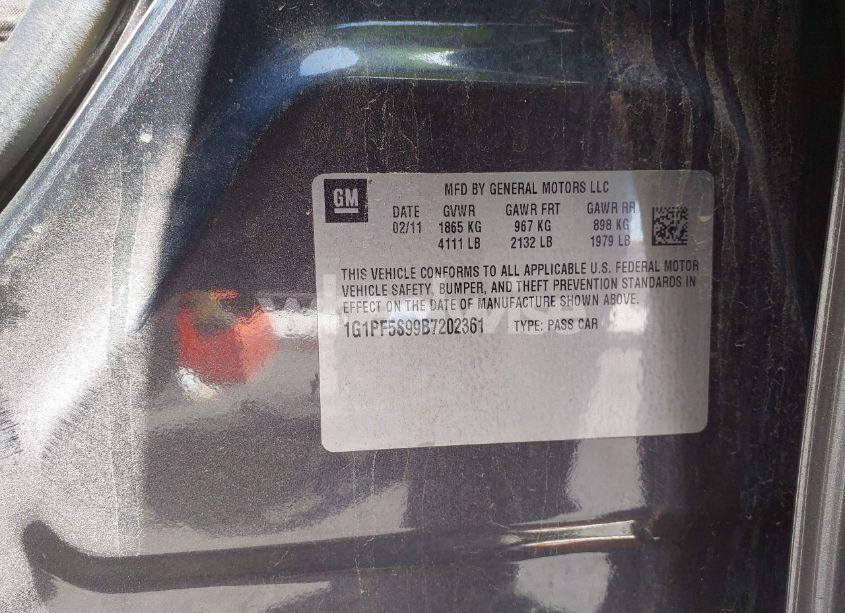 GM
MFD BY GENERAL MOTORS LLC
DATE GVWR GAWR FRT GAWR RR
02/11 1865 KG 967 KG 898 KG
4111 LB 2132 LB 1979 LB
THIS VEHICLE CONFORMS TO ALL APPLICABLE U.S. FEDERAL MOTOR
VEHICLE SAFETY, BUMPER, AND THEFT PREVENTION STANDARDS IN
EFFECT ON THE DATE OF MANUFACTURE SHOWN ABOVE.
1G1PF5S99B7202361 TYPE: PASS CAR